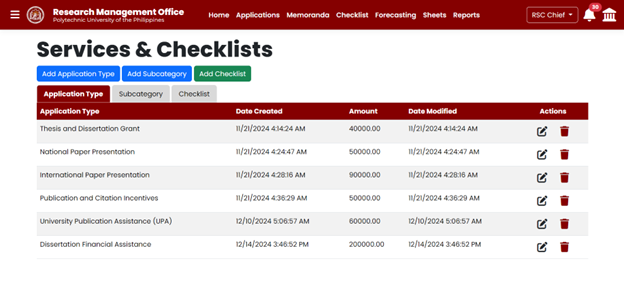 Research Management Office
Polytechnic University of the Philippines
Home Applications Memoranda Checklist Forecasting Sheets Reports
RSC Chief
30
Services & Checklists
Add Application Type Add Subcategory Add Checklist
Application Type Subcategory Checklist
Application Type Date Created Amount Date Modified Actions
Thesis and Dissertation Grant 11/21/2024 4:14:24 AM 40000.00 11/21/2024 4:14:24 AM
National Paper Presentation 11/21/2024 4:24:47 AM 50000.00 11/21/2024 4:24:47 AM
International Paper Presentation 11/21/2024 4:28:16 AM 90000.00 11/21/2024 4:28:16 AM
Publication and Citation Incentives 11/21/2024 4:36:29 AM 50000.00 11/21/2024 4:36:29 AM
University Publication Assistance (UPA) 12/10/2024 5:06:57 AM 60000.00 12/10/2024 5:06:57 AM
Dissertation Financial Assistance 12/14/2024 3:46:52 PM 200000.00 12/14/2024 3:46:52 PM